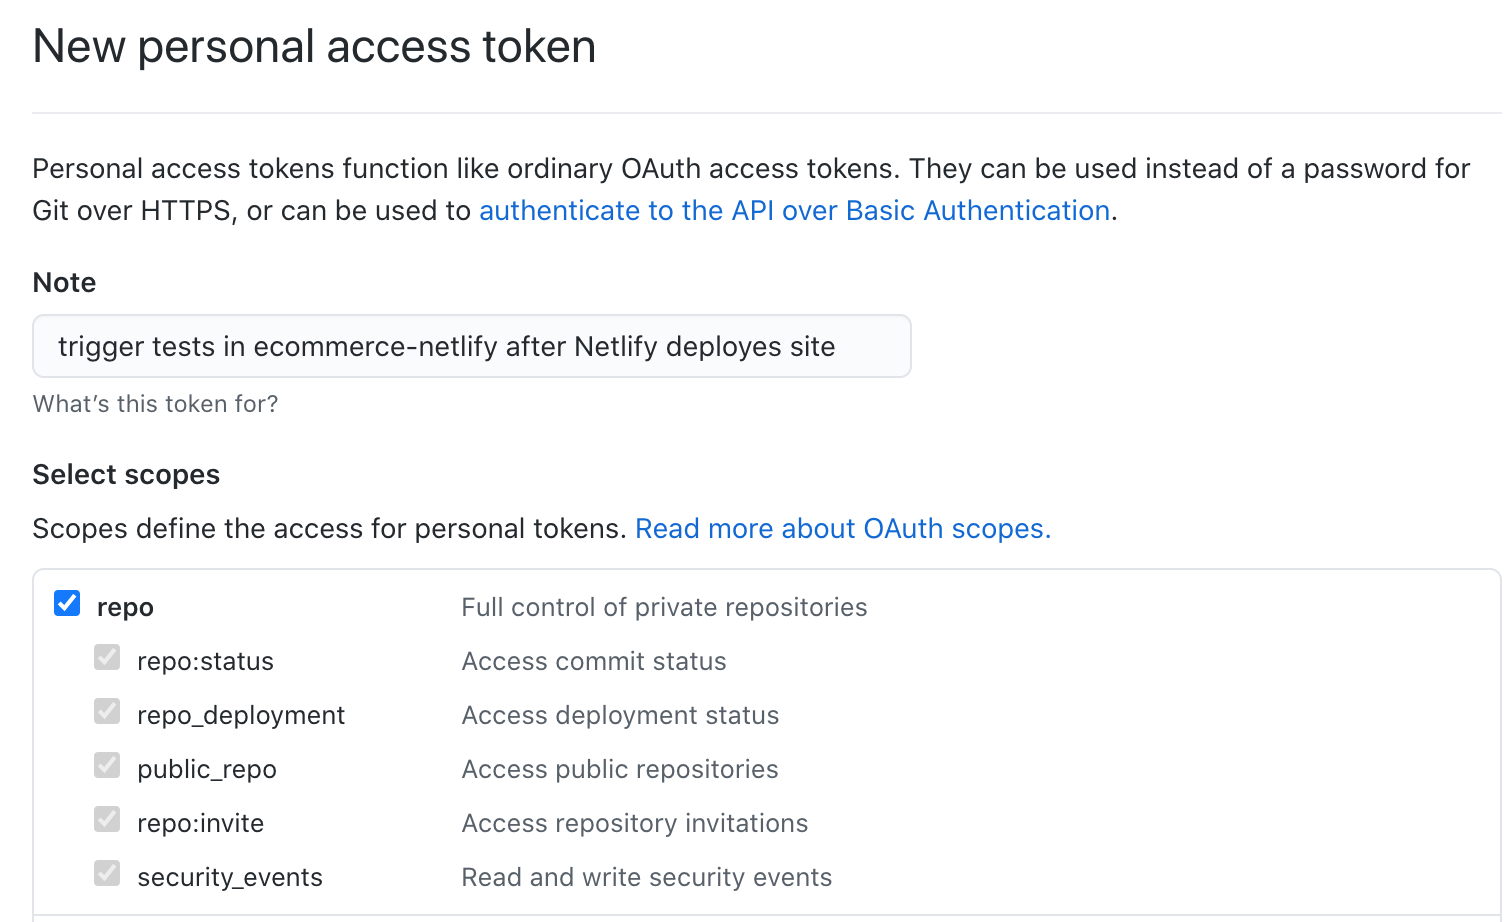 New personal access token
Personal access tokens function like ordinary OAuth access tokens. They can be used instead of a password for
Git over HTTPS, or can be used to authenticate to the API over Basic Authentication.
Note
trigger tests in ecommerce-netlify after Netlify deployes site
What's this token for?
Select scopes
Scopes define the access for personal tokens. Read more about OAuth scopes.
repo Full control of private repositories
repo:status Access commit status
repo_deployment Access deployment status
public_repo Access public repositories
repo:invite Access repository invitations
security_events Read and write security events